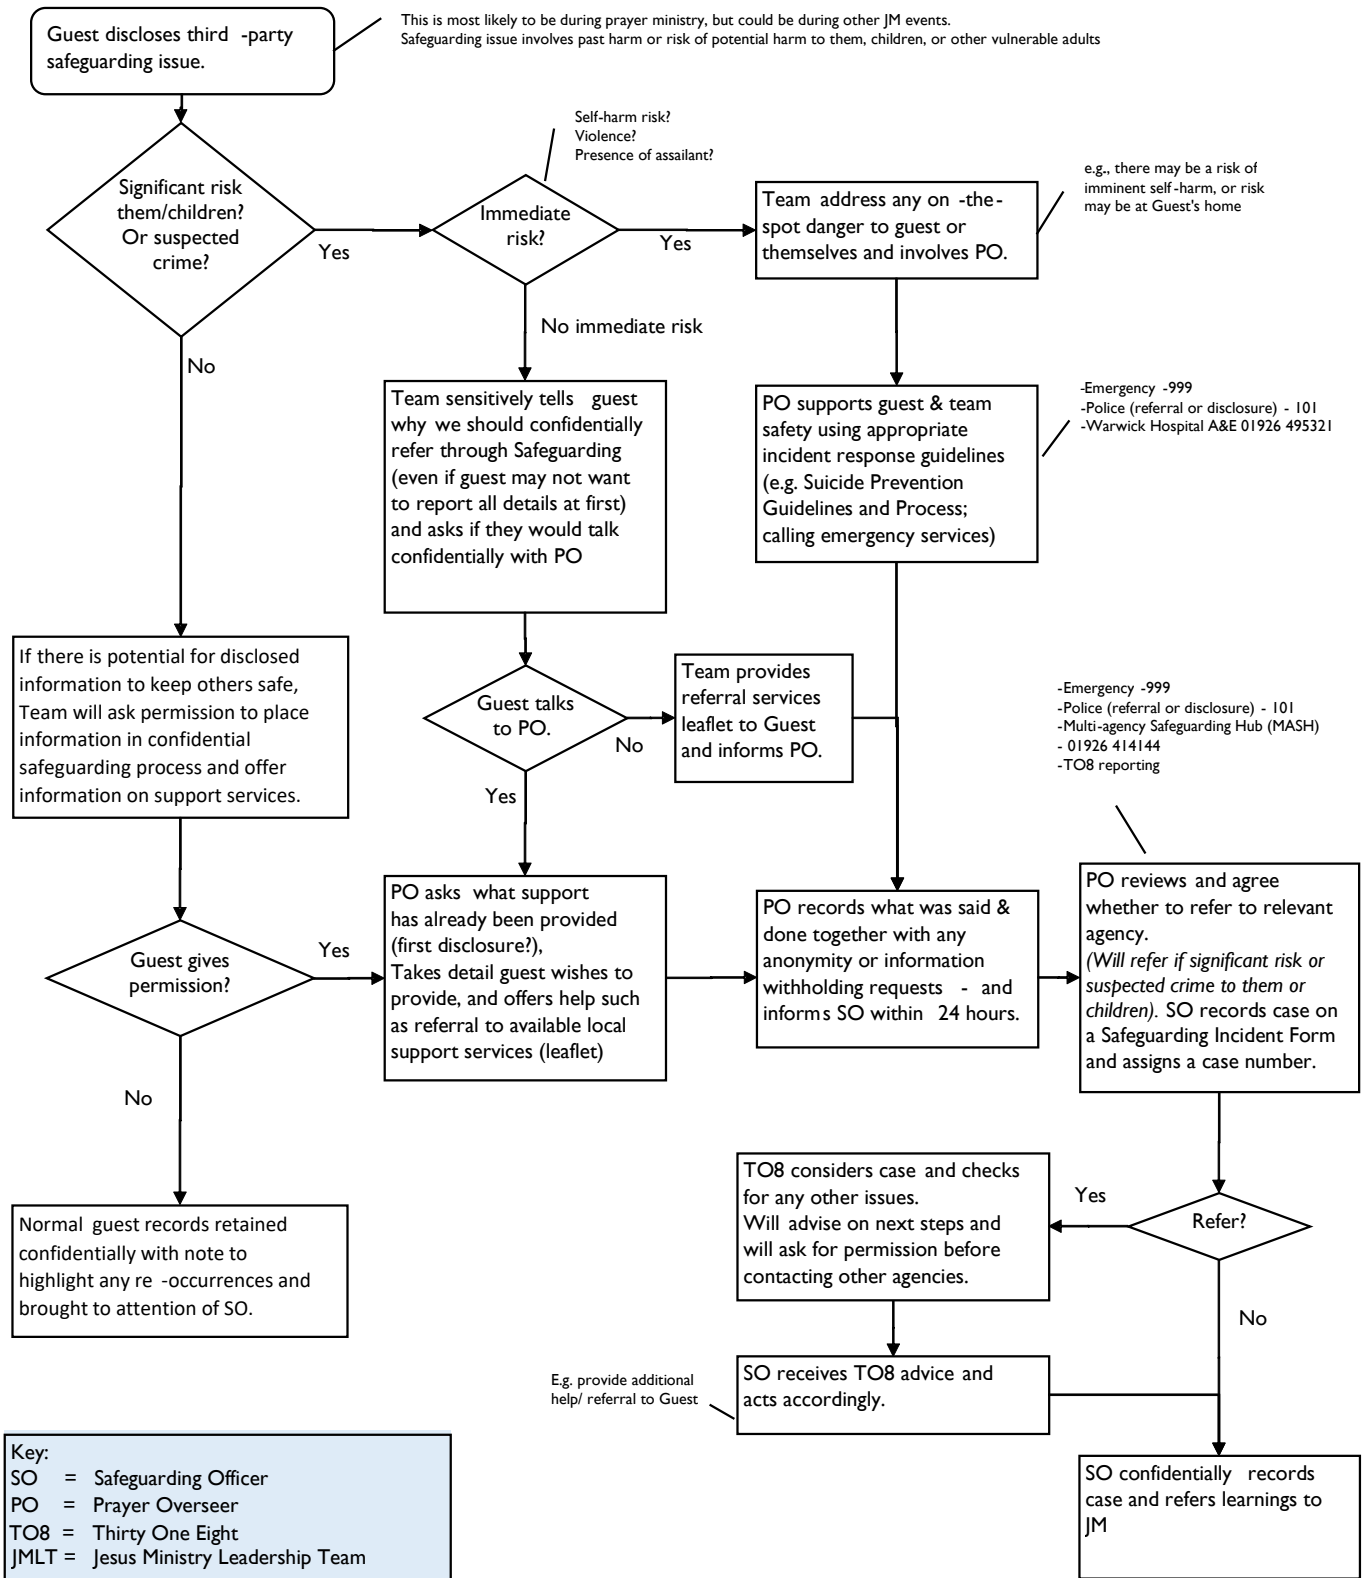 Guest discloses third -party
safeguarding issue.
This is most likely to be during prayer ministry, but could be during other JM events.
Safeguarding issue involves past harm or risk of potential harm to them, children, or other vulnerable adults
Significant risk
them/children?
Or suspected
crime?
Yes
Self-harm risk?
Violence?
Presence of assailant?
Immediate
risk?
Yes
Team address any on -the-
spot danger to guest or
themselves and involves PO.
e.g., there may be a risk of
imminent self-harm, or risk
may be at Guest's home
No
No immediate risk
Team sensitively tells guest
why we should confidentially
refer through Safeguarding
(even if guest may not want
to report all details at first)
and asks if they would talk
confidentially with PO
PO supports guest & team
safety using appropriate
incident response guidelines
(e.g. Suicide Prevention
Guidelines and Process;
calling emergency services)
-Emergency -999
-Police (referral or disclosure) - 101
-Warwick Hospital A&E 01926 495321
If there is potential for disclosed
information to keep others safe,
Team will ask permission to place
information in confidential
safeguarding process and offer
information on support services.
Guest talks
to PO.
No
Yes
Team provides
referral services
leaflet to Guest
and informs PO.
-Emergency -999
-Police (referral or disclosure) - 101
-Multi-agency Safeguarding Hub (MASH)
- 01926 414144
-TO8 reporting
Guest gives
permission?
Yes
No
PO asks what support
has already been provided
(first disclosure?),
Takes detail guest wishes to
provide, and offers help such
as referral to available local
support services (leaflet)
PO records what was said &
done together with any
anonymity or information
withholding requests - and
informs SO within 24 hours.
PO reviews and agree
whether to refer to relevant
agency.
(Will refer if significant risk or
suspected crime to them or
children). SO records case on
a Safeguarding Incident Form
and assigns a case number.
Normal guest records retained
confidentially with note to
highlight any re -occurrences and
brought to attention of SO.
TO8 considers case and checks
for any other issues.
Will advise on next steps and
will ask for permission before
contacting other agencies.
Yes
Refer?
No
E.g. provide additional
help/ referral to Guest
SO receives TO8 advice and
acts accordingly.
SO confidentially records
case and refers learnings to
JM
Key:
SO = Safeguarding Officer
PO = Prayer Overseer
TO8 = Thirty One Eight
JMLT = Jesus Ministry Leadership Team